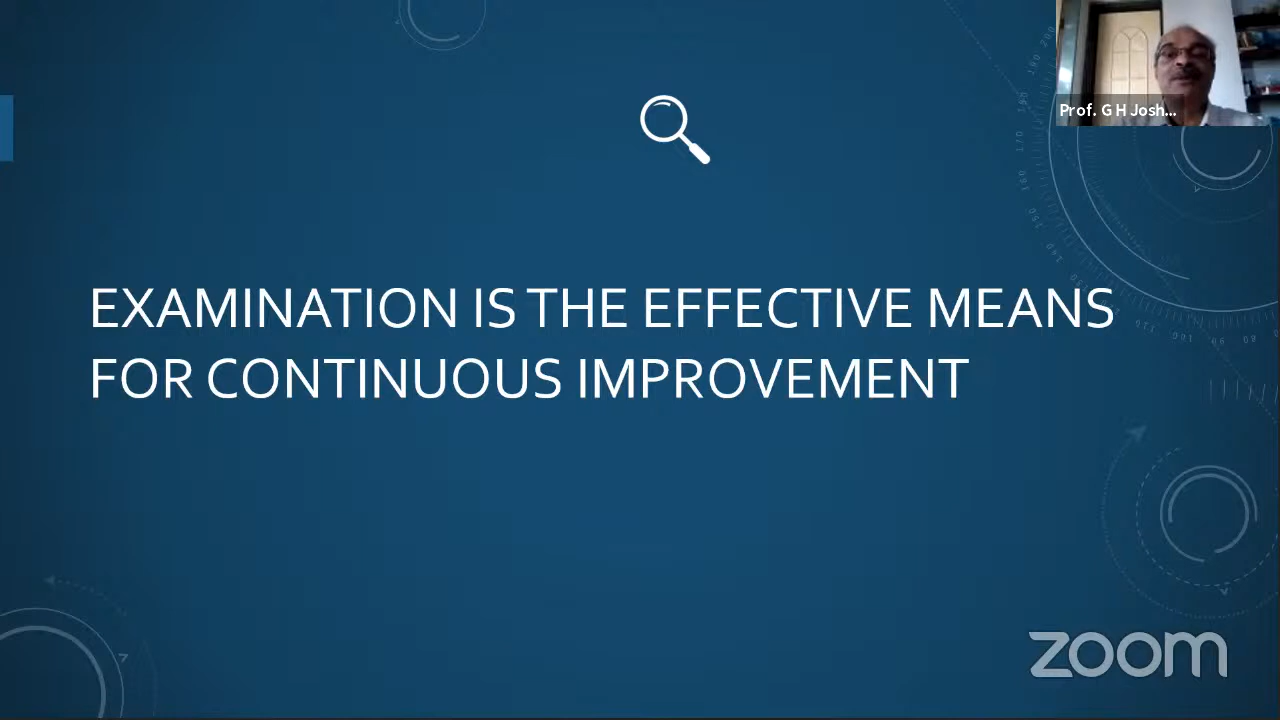 Prof. G H Josh...
EXAMINATION IS THE EFFECTIVE MEANS
FOR CONTINUOUS IMPROVEMENT
zoom